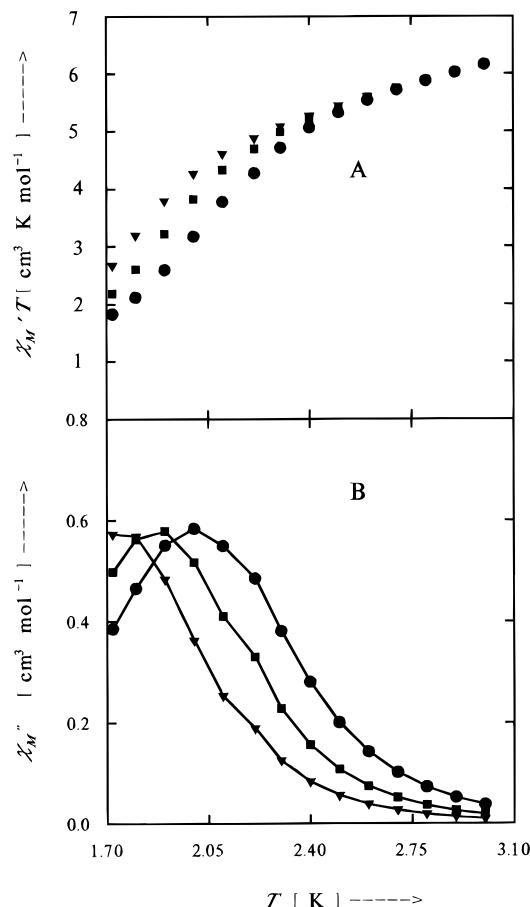 7
6
5
4
3
2
1
0.8
0.6
0.4
0.2
0.0
χM′ T [ cm³ K mol⁻¹ ] ----->
A
χM″ [ cm³ mol⁻¹ ] ----->
B
1.70 2.05 2.40 2.75 3.10
T [ K ] ----->